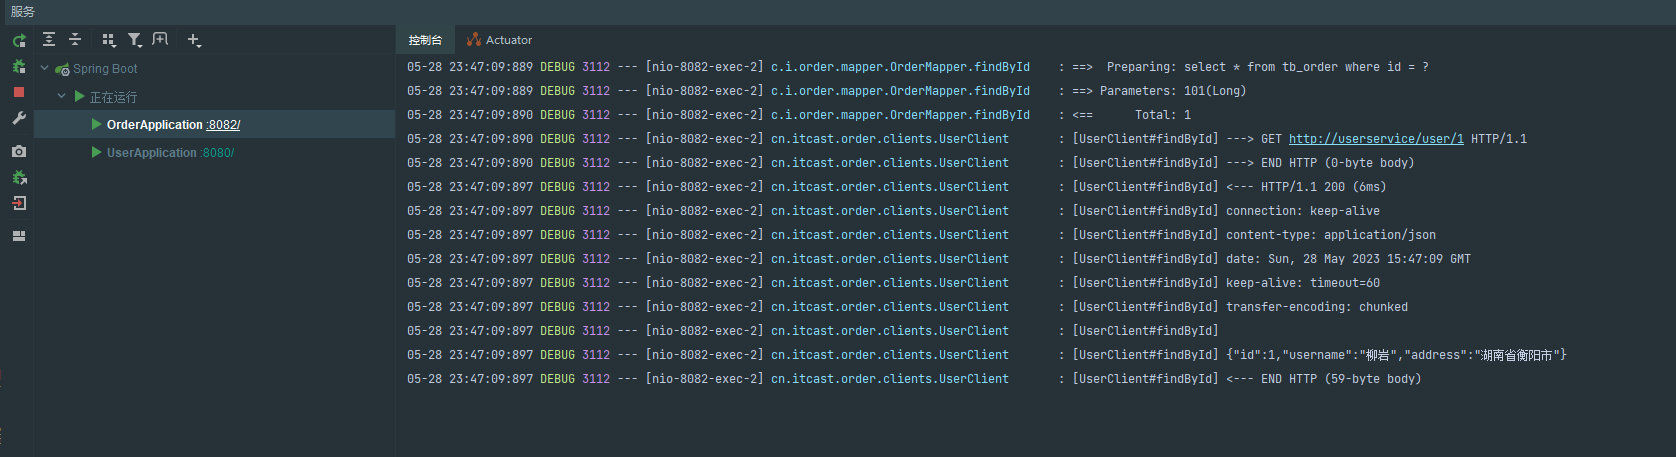 服务
控制台 Actuator
Spring Boot
正在运行
OrderApplication :8082/
UserApplication :8080/
05-28 23:47:09:889 DEBUG 3112 --- [nio-8082-exec-2] c.i.order.mapper.OrderMapper.findById : ==>  Preparing: select * from tb_order where id = ?
05-28 23:47:09:889 DEBUG 3112 --- [nio-8082-exec-2] c.i.order.mapper.OrderMapper.findById : ==> Parameters: 101(Long)
05-28 23:47:09:890 DEBUG 3112 --- [nio-8082-exec-2] c.i.order.mapper.OrderMapper.findById : <==      Total: 1
05-28 23:47:09:890 DEBUG 3112 --- [nio-8082-exec-2] cn.itcast.order.clients.UserClient : [UserClient#findById] ---> GET http://userservice/user/1 HTTP/1.1
05-28 23:47:09:890 DEBUG 3112 --- [nio-8082-exec-2] cn.itcast.order.clients.UserClient : [UserClient#findById] ---> END HTTP (0-byte body)
05-28 23:47:09:897 DEBUG 3112 --- [nio-8082-exec-2] cn.itcast.order.clients.UserClient : [UserClient#findById] <--- HTTP/1.1 200 (6ms)
05-28 23:47:09:897 DEBUG 3112 --- [nio-8082-exec-2] cn.itcast.order.clients.UserClient : [UserClient#findById] connection: keep-alive
05-28 23:47:09:897 DEBUG 3112 --- [nio-8082-exec-2] cn.itcast.order.clients.UserClient : [UserClient#findById] content-type: application/json
05-28 23:47:09:897 DEBUG 3112 --- [nio-8082-exec-2] cn.itcast.order.clients.UserClient : [UserClient#findById] date: Sun, 28 May 2023 15:47:09 GMT
05-28 23:47:09:897 DEBUG 3112 --- [nio-8082-exec-2] cn.itcast.order.clients.UserClient : [UserClient#findById] keep-alive: timeout=60
05-28 23:47:09:897 DEBUG 3112 --- [nio-8082-exec-2] cn.itcast.order.clients.UserClient : [UserClient#findById] transfer-encoding: chunked
05-28 23:47:09:897 DEBUG 3112 --- [nio-8082-exec-2] cn.itcast.order.clients.UserClient : [UserClient#findById]
05-28 23:47:09:897 DEBUG 3112 --- [nio-8082-exec-2] cn.itcast.order.clients.UserClient : [UserClient#findById] {"id":1,"username":"柳岩","address":"湖南省衡阳市"}
05-28 23:47:09:897 DEBUG 3112 --- [nio-8082-exec-2] cn.itcast.order.clients.UserClient : [UserClient#findById] <--- END HTTP (59-byte body)